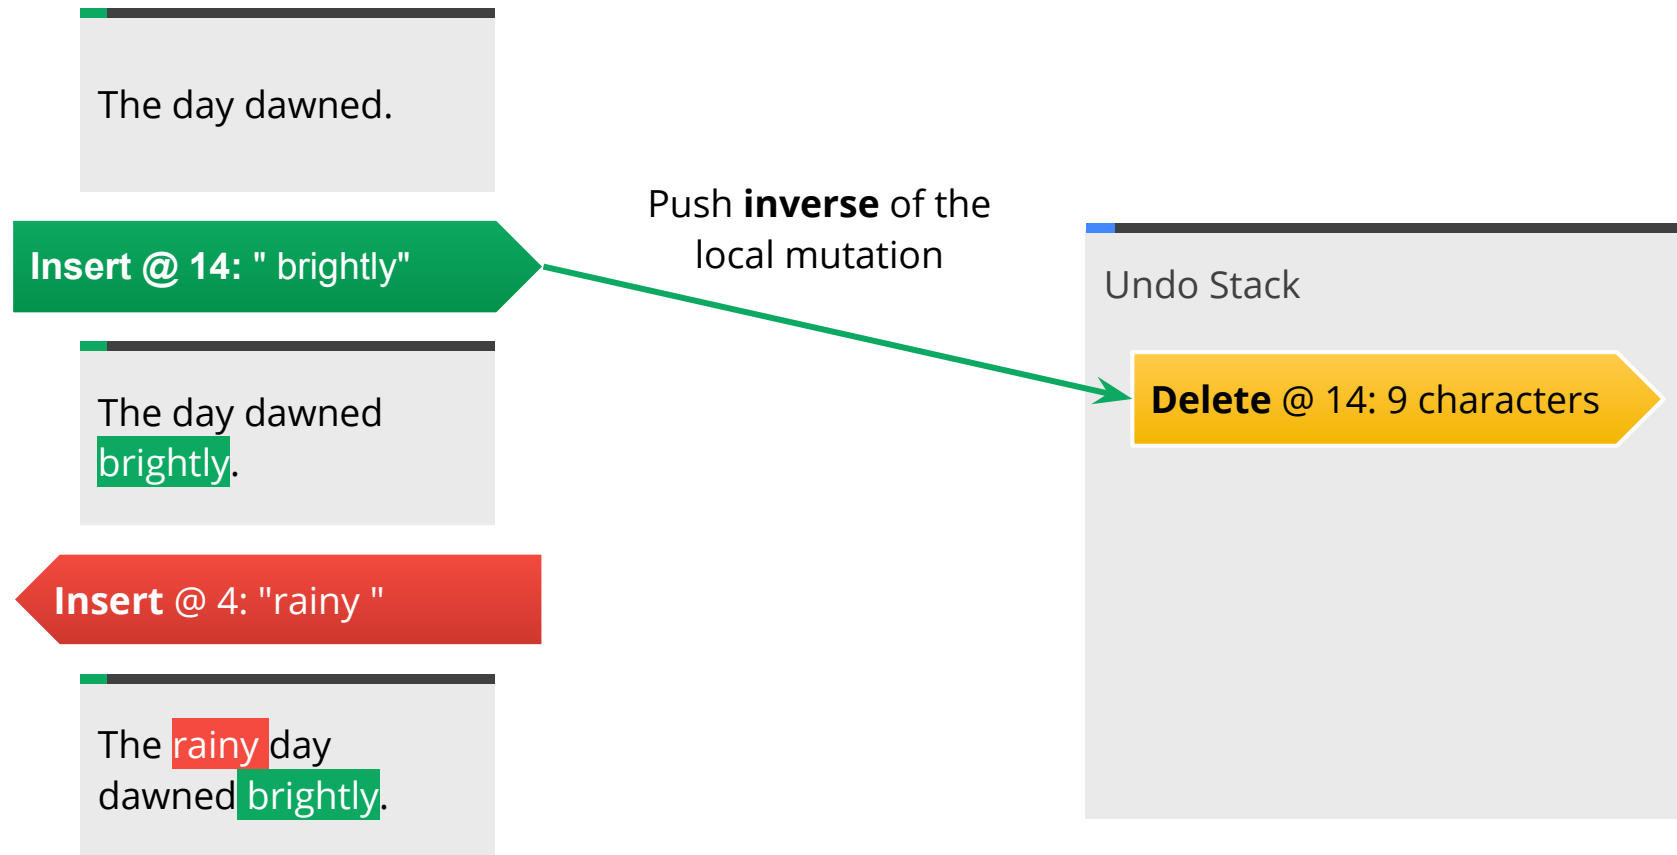 The day dawned.
Insert @ 14: " brightly"
The day dawned
brightly.
Insert @ 4: "rainy "
The rainy day
dawned brightly.
Push inverse of the
local mutation
Undo Stack
Delete @ 14: 9 characters